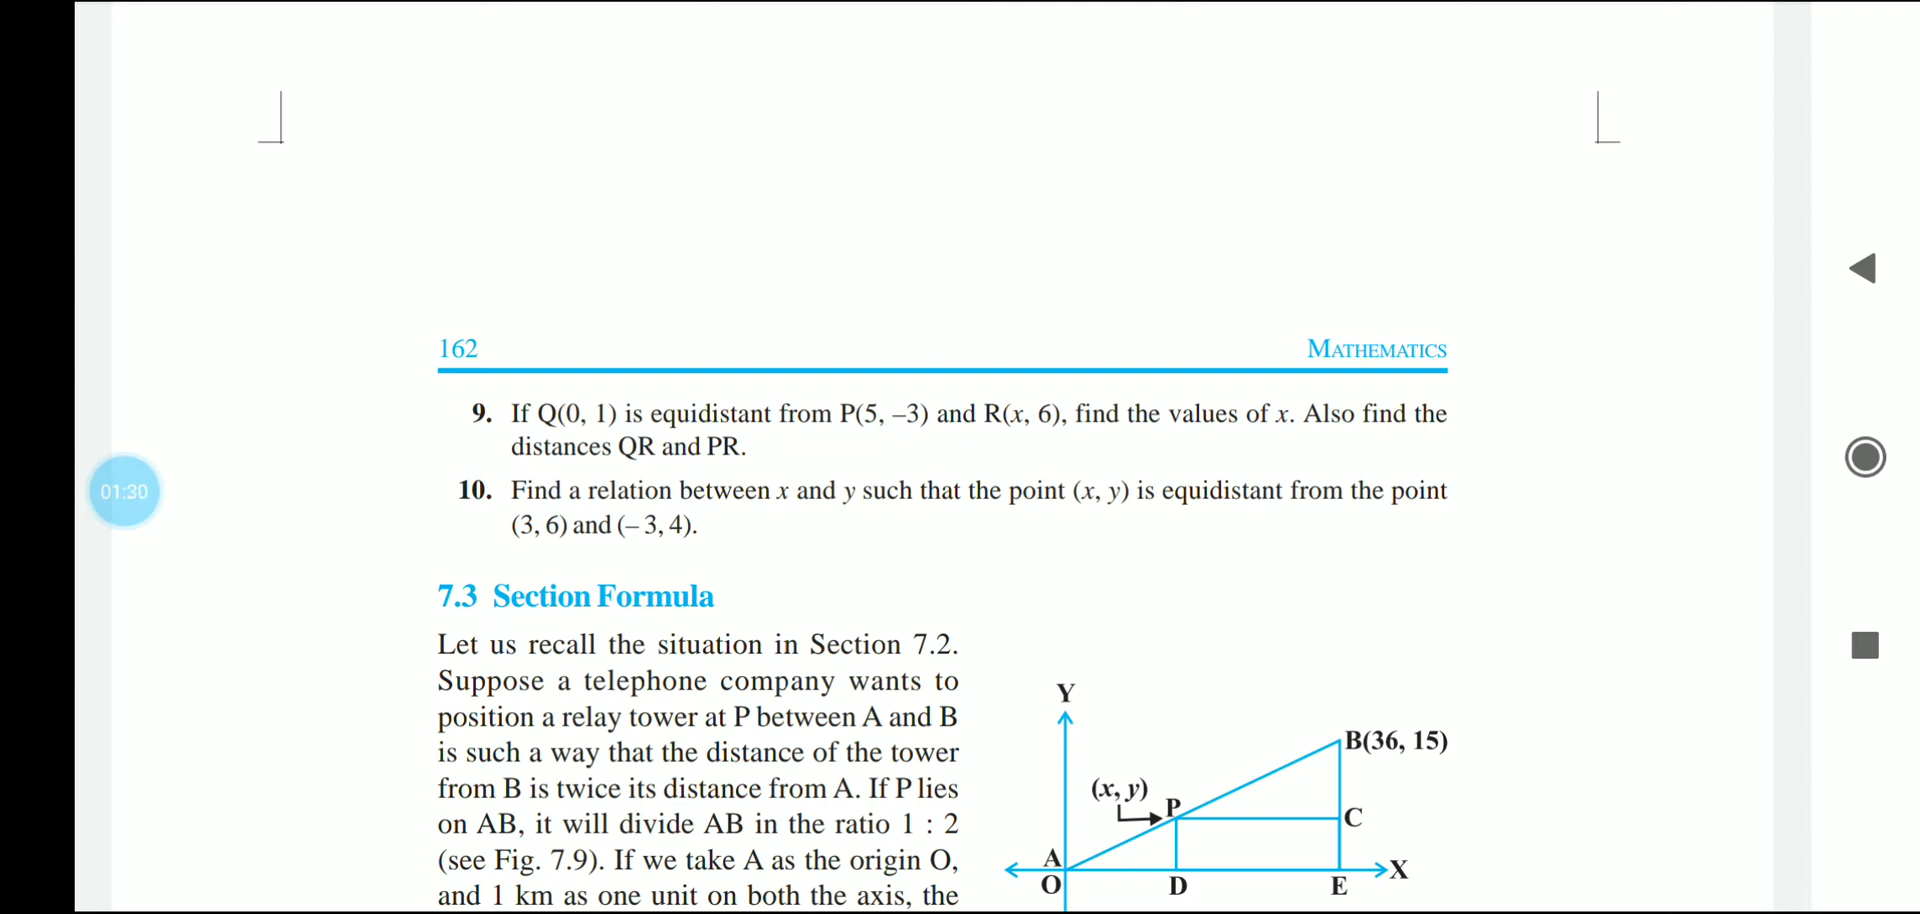 162 MATHEMATICS
9. If Q(0, 1) is equidistant from P(5, –3) and R(x, 6), find the values of x. Also find the
distances QR and PR.
10. Find a relation between x and y such that the point (x, y) is equidistant from the point
(3, 6) and (– 3, 4).
01:30
7.3 Section Formula
Let us recall the situation in Section 7.2.
Suppose a telephone company wants to
position a relay tower at P between A and B
is such a way that the distance of the tower
from B is twice its distance from A. If P lies
on AB, it will divide AB in the ratio 1 : 2
(see Fig. 7.9). If we take A as the origin O,
and 1 km as one unit on both the axis, the
Y
B(36, 15)
(x, y)
P
C
A
X
O
D
E